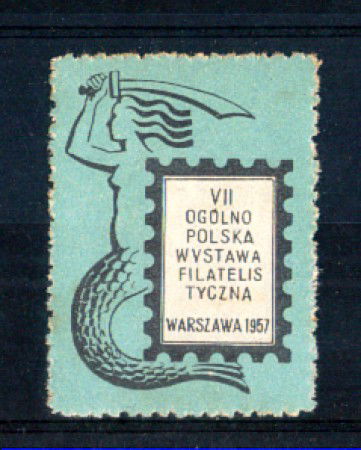 VII
OGÓLNO
POLSKA
WYSTAWA
FILATELIS
TYCZNA
WARSZAWA 1957